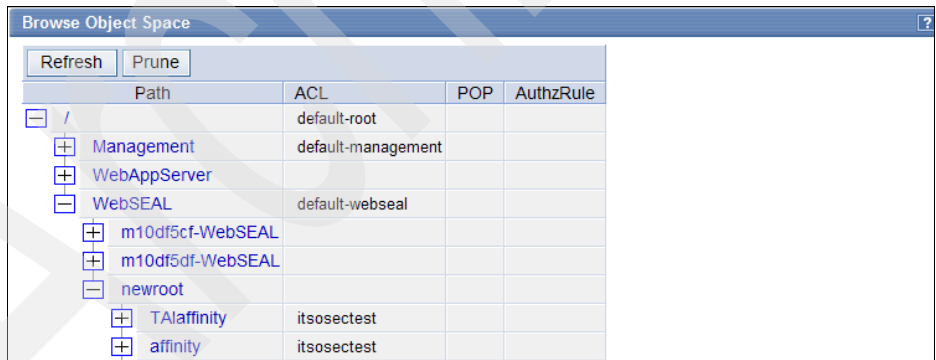 Browse Object Space ?
Refresh Prune
Path ACL POP AuthzRule
/ default-root
Management default-management
WebAppServer
WebSEAL default-webseal
m10df5cf-WebSEAL
m10df5df-WebSEAL
newroot
TAIaffinity itsosectest
affinity itsosectest